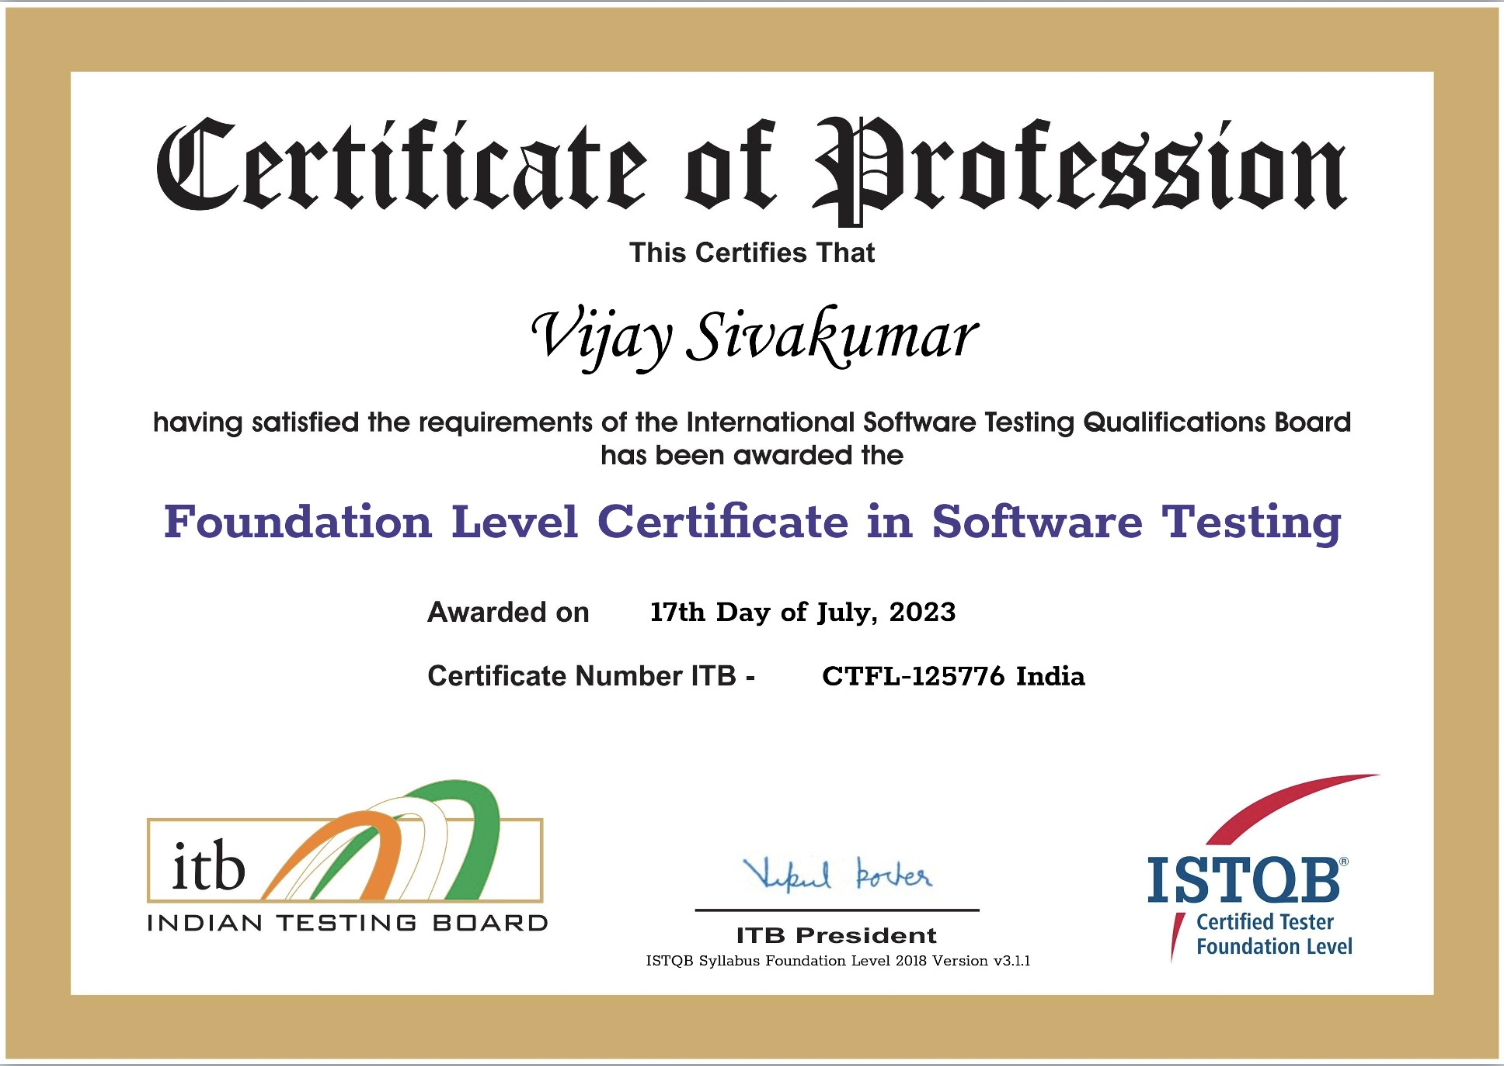 Certificate of Profession
This Certifies That
Vijay Sivakumar
having satisfied the requirements of the International Software Testing Qualifications Board
has been awarded the
Foundation Level Certificate in Software Testing
Awarded on 17th Day of July, 2023
Certificate Number ITB - CTFL-125776 India
itb
INDIAN TESTING BOARD
ITB President
ISTQB Syllabus Foundation Level 2018 Version v3.1.1
ISTQB®
Certified Tester
Foundation Level